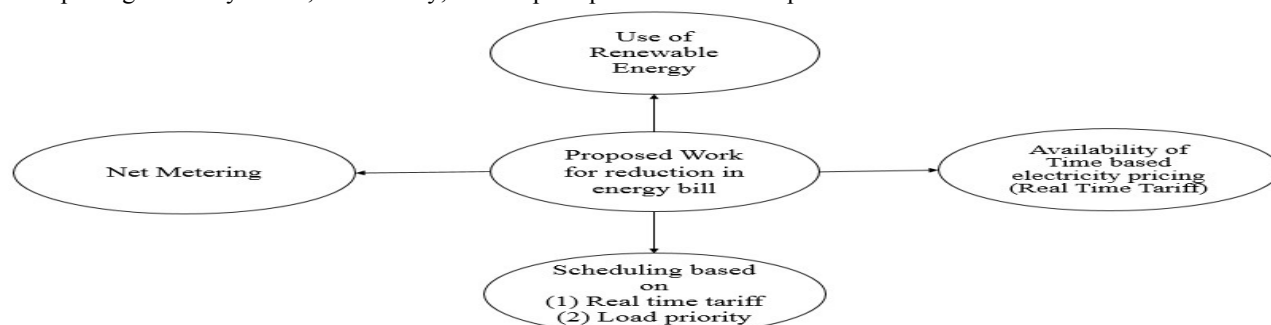 Use of
Renewable
Energy
Net Metering
Proposed Work
for reduction in
energy bill
Availability of
Time based
electricity pricing
(Real Time Tariff)
Scheduling based
on
(1) Real time tariff
(2) Load priority